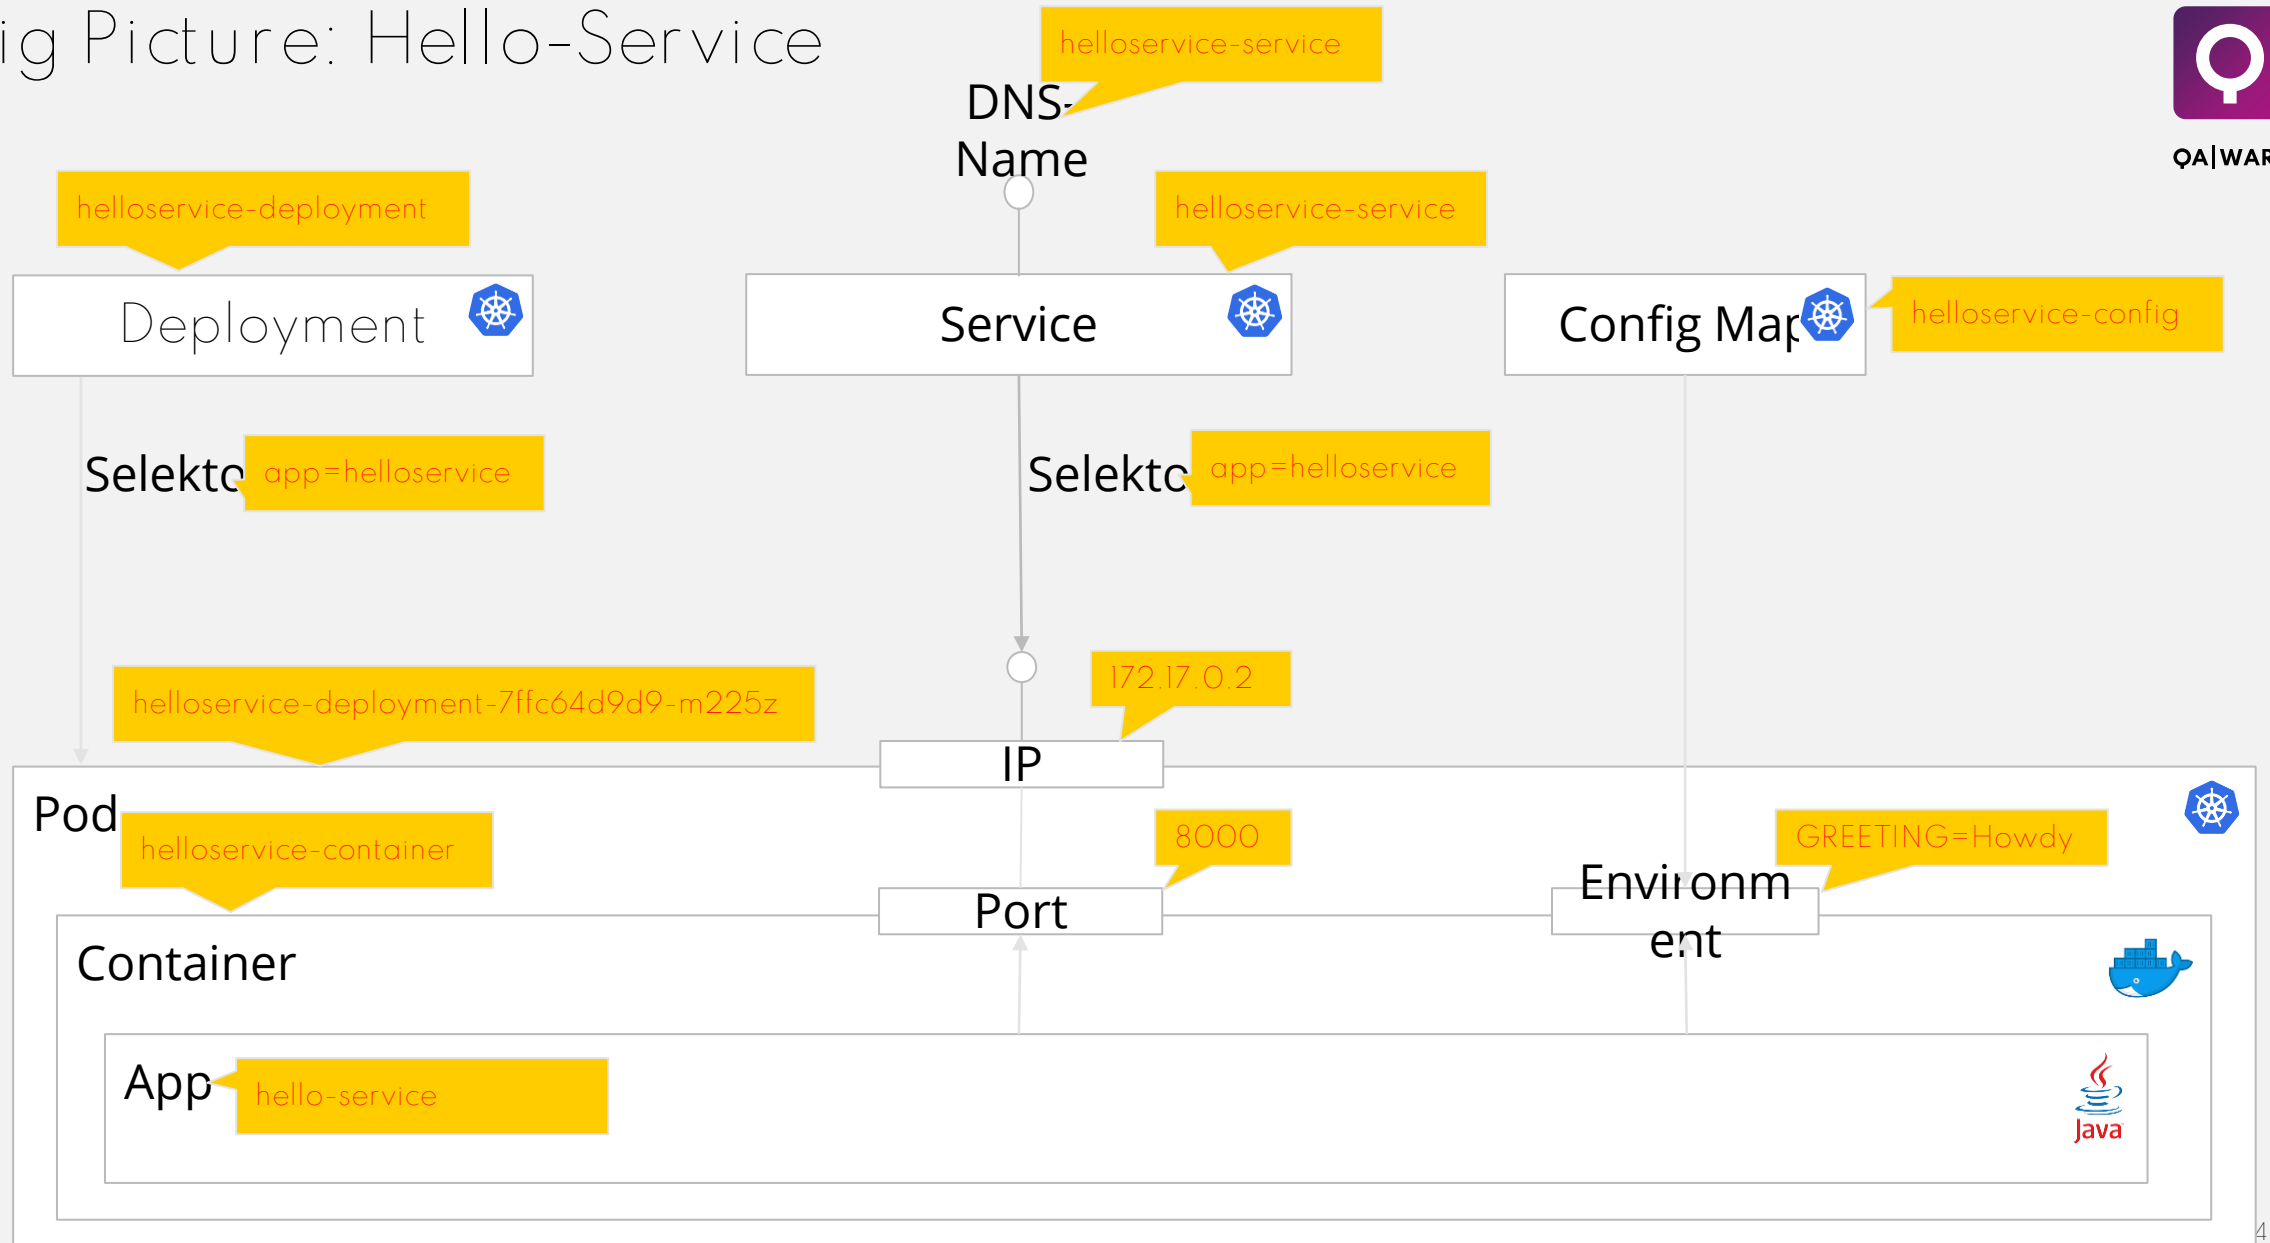 ig Picture: Hello-Service
helloservice-service
DNS-
Name
QA|WAR
helloservice-deployment
helloservice-service
Deployment
Service
Config Map
helloservice-config
Selekto
app=helloservice
Selekto
app=helloservice
helloservice-deployment-7ffc64d9d9-m225z
172.17.0.2
IP
Pod
helloservice-container
8000
GREETING=Howdy
Environm
ent
Port
Container
App
hello-service
Java
4